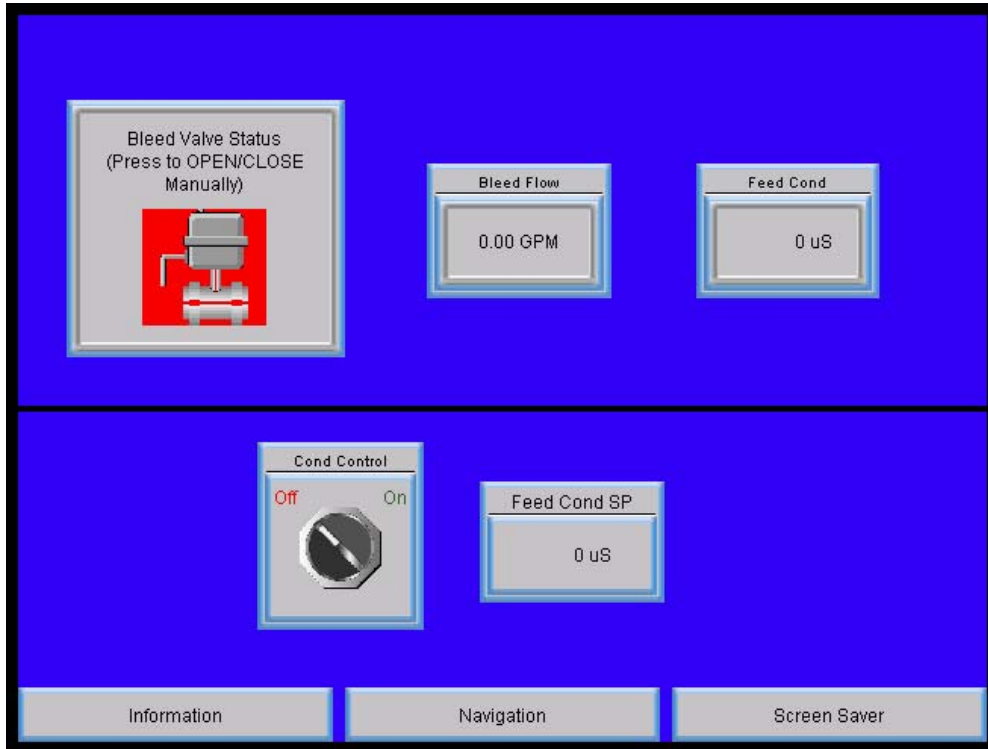 Bleed Valve Status
(Press to OPEN/CLOSE
Manually)
Bleed Flow
0.00 GPM
Feed Cond
0 uS
Cond Control
Off On
Feed Cond SP
0 uS
Information
Navigation
Screen Saver